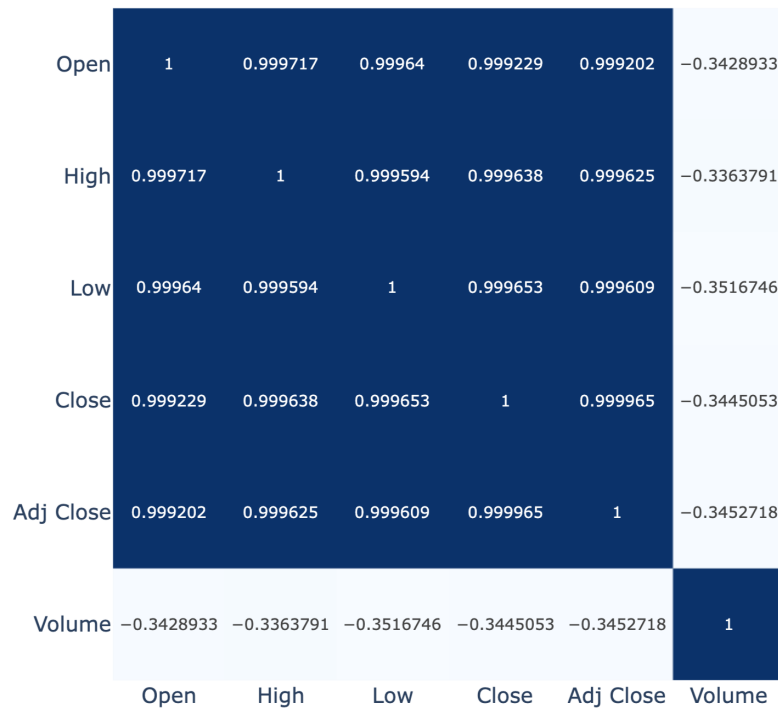 Open 1 0.999717 0.99964 0.999229 0.999202 −0.3428933
High 0.999717 1 0.999594 0.999638 0.999625 −0.3363791
Low 0.99964 0.999594 1 0.999653 0.999609 −0.3516746
Close 0.999229 0.999638 0.999653 1 0.999965 −0.3445053
Adj Close 0.999202 0.999625 0.999609 0.999965 1 −0.3452718
Volume −0.3428933 −0.3363791 −0.3516746 −0.3445053 −0.3452718 1
Open High Low Close Adj Close Volume